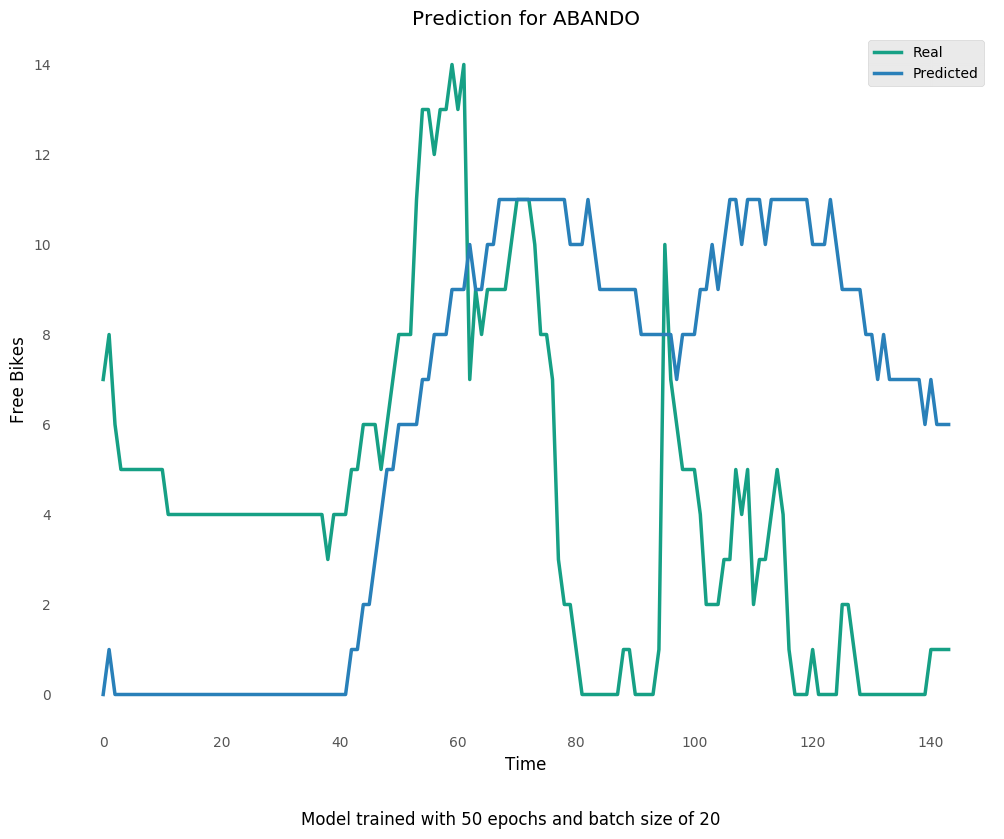 Prediction for ABANDO
Real
Predicted
14
12
10
8
6
4
2
0
Free Bikes
0 20 40 60 80 100 120 140
Time
Model trained with 50 epochs and batch size of 20